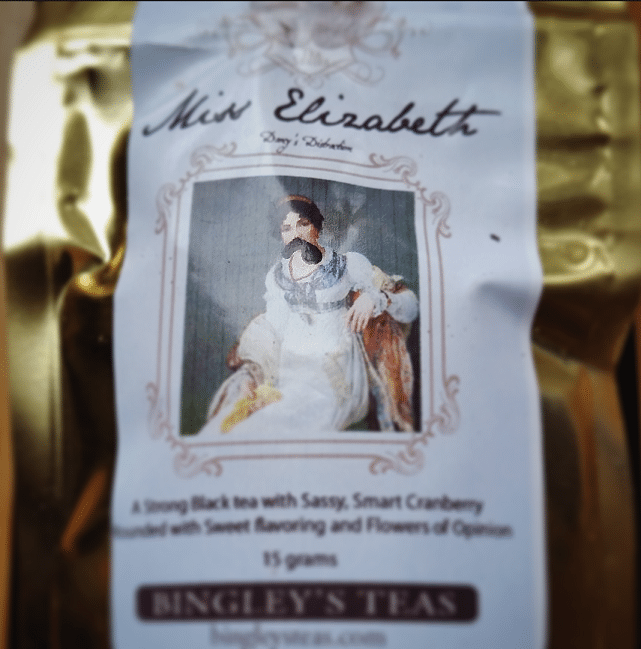 Miss Elizabeth
Darcy's Distraction
A Strong Black tea with Sassy, Smart Cranberry
Rounded with Sweet flavoring and Flowers of Opinion
15 grams
BINGLEY'S TEAS
bingleysteas.com